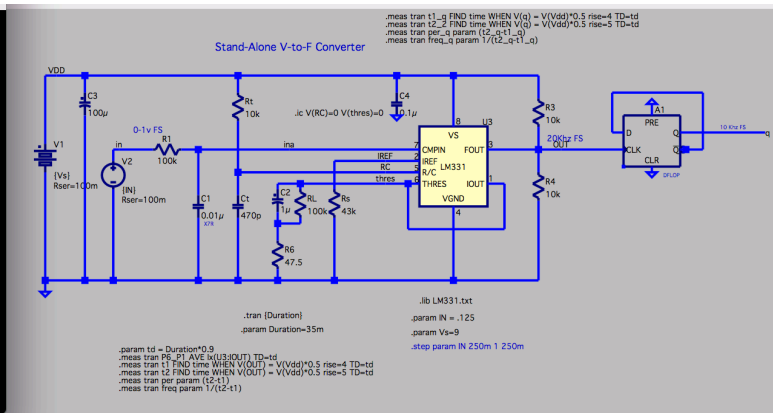 .meas tran t1_q FIND time WHEN V(q) = V(Vdd)*0.5 rise=4 TD=td
.meas tran t2_2 FIND time WHEN V(q) = V(Vdd)*0.5 rise=5 TD=td
.meas tran per_q param (t2_q-t1_q)
.meas tran freq_q param 1/(t2_q-t1_q)
Stand-Alone V-to-F Converter
VDD
C3
100µ
Rt
10k
.ic V(RC)=0 V(thres)=0
C4
0.1µ
R3
10k
A1
PRE
D
Q
CLK
Q
CLR
DFLOP
10 Khz FS
q
0-1v FS
in
R1
100k
ina
V1
{Vs}
Rser=100m
V2
{IN}
Rser=100m
C1
0.01µ
X7R
Ct
470p
C2
1µ
RL
100k
Rs
43k
R6
47.5
IREF
RC
thres
U3
8
VS
7
CMPIN
FOUT
3
2
IREF
LM331
5
R/C
6
THRES
IOUT
1
VGND
4
20Khz FS
OUT
R4
10k
.lib LM331.txt
.tran {Duration}
.param IN = .125
.param Duration=35m
.param Vs=9
.step param IN 250m 1 250m
.param td = Duration*0.9
.meas tran P6_P1 AVE Ix(U3:IOUT) TD=td
.meas tran t1 FIND time WHEN V(OUT) = V(Vdd)*0.5 rise=4 TD=td
.meas tran t2 FIND time WHEN V(OUT) = V(Vdd)*0.5 rise=5 TD=td
.meas tran per param (t2-t1)
.meas tran freq param 1/(t2-t1)